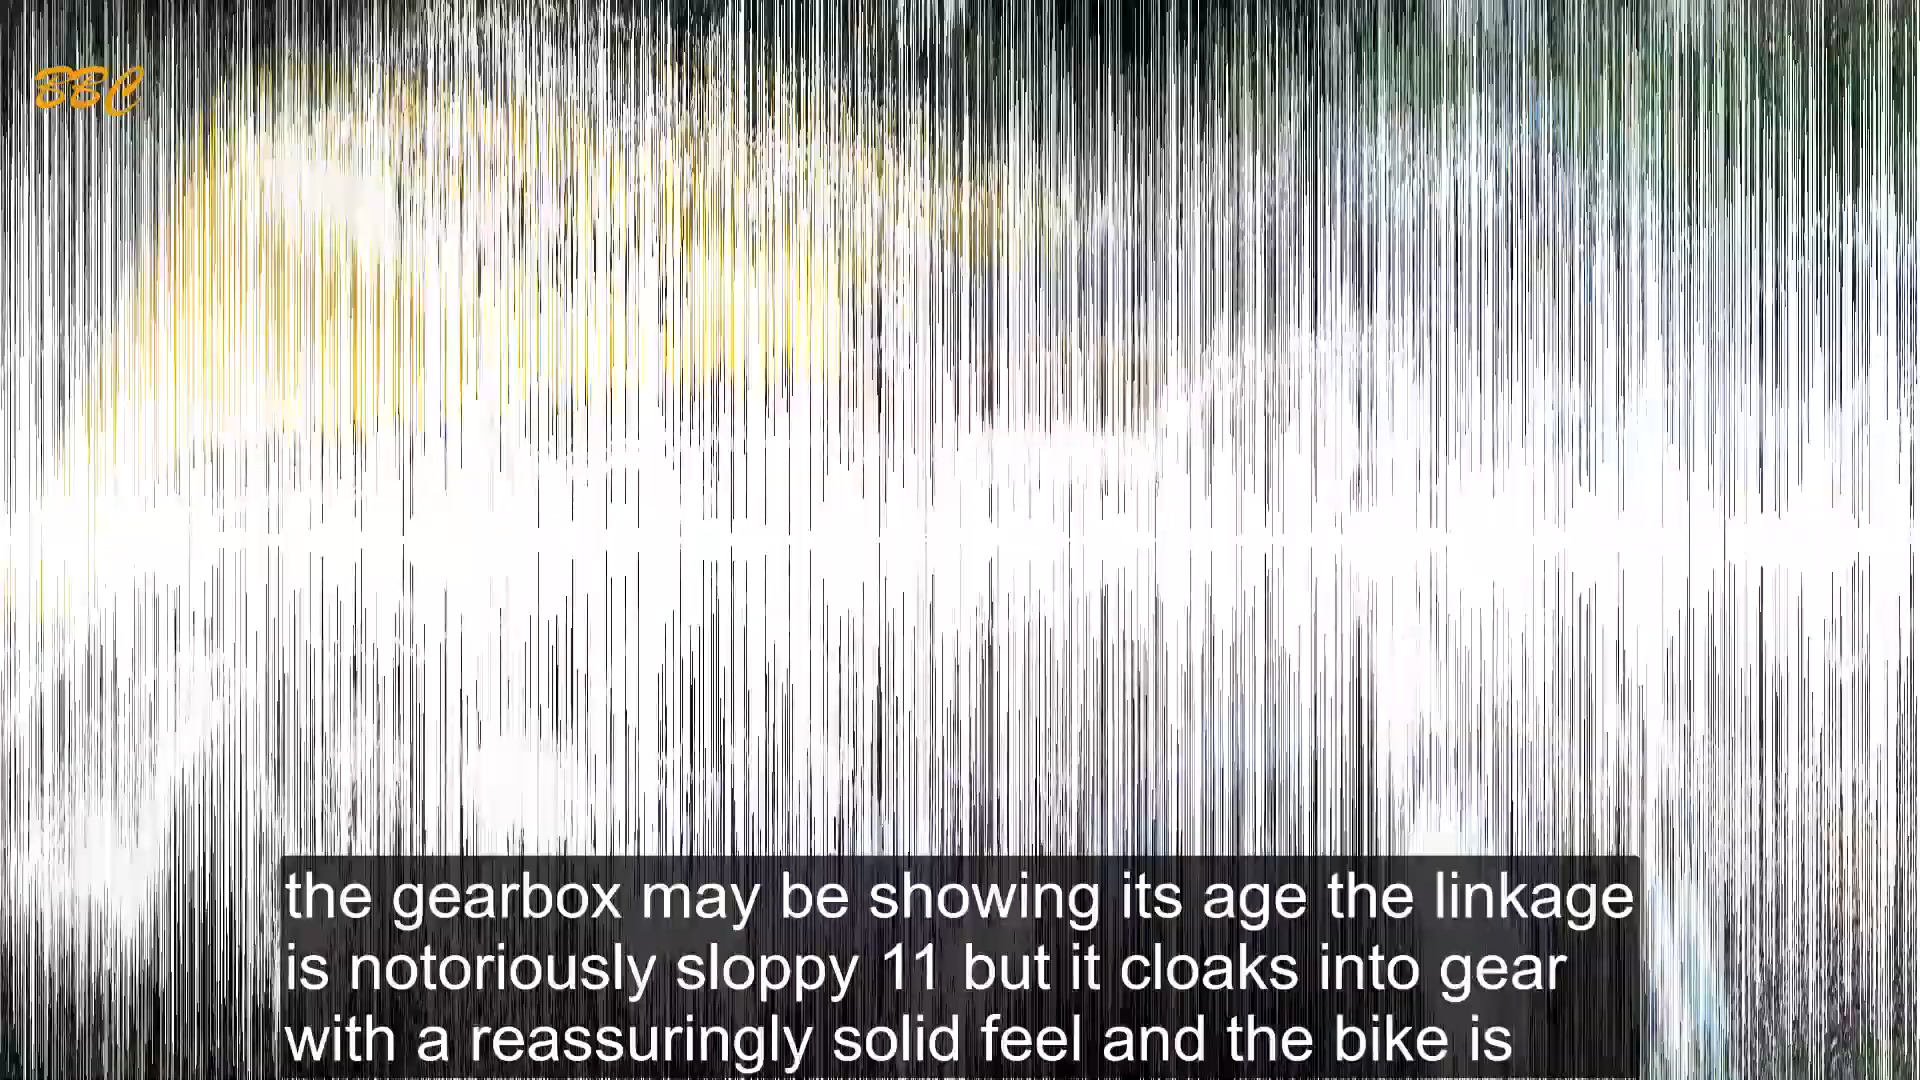 BBC
the gearbox may be showing its age the linkage
is notoriously sloppy 11 but it cloaks into gear
with a reassuringly solid feel and the bike is